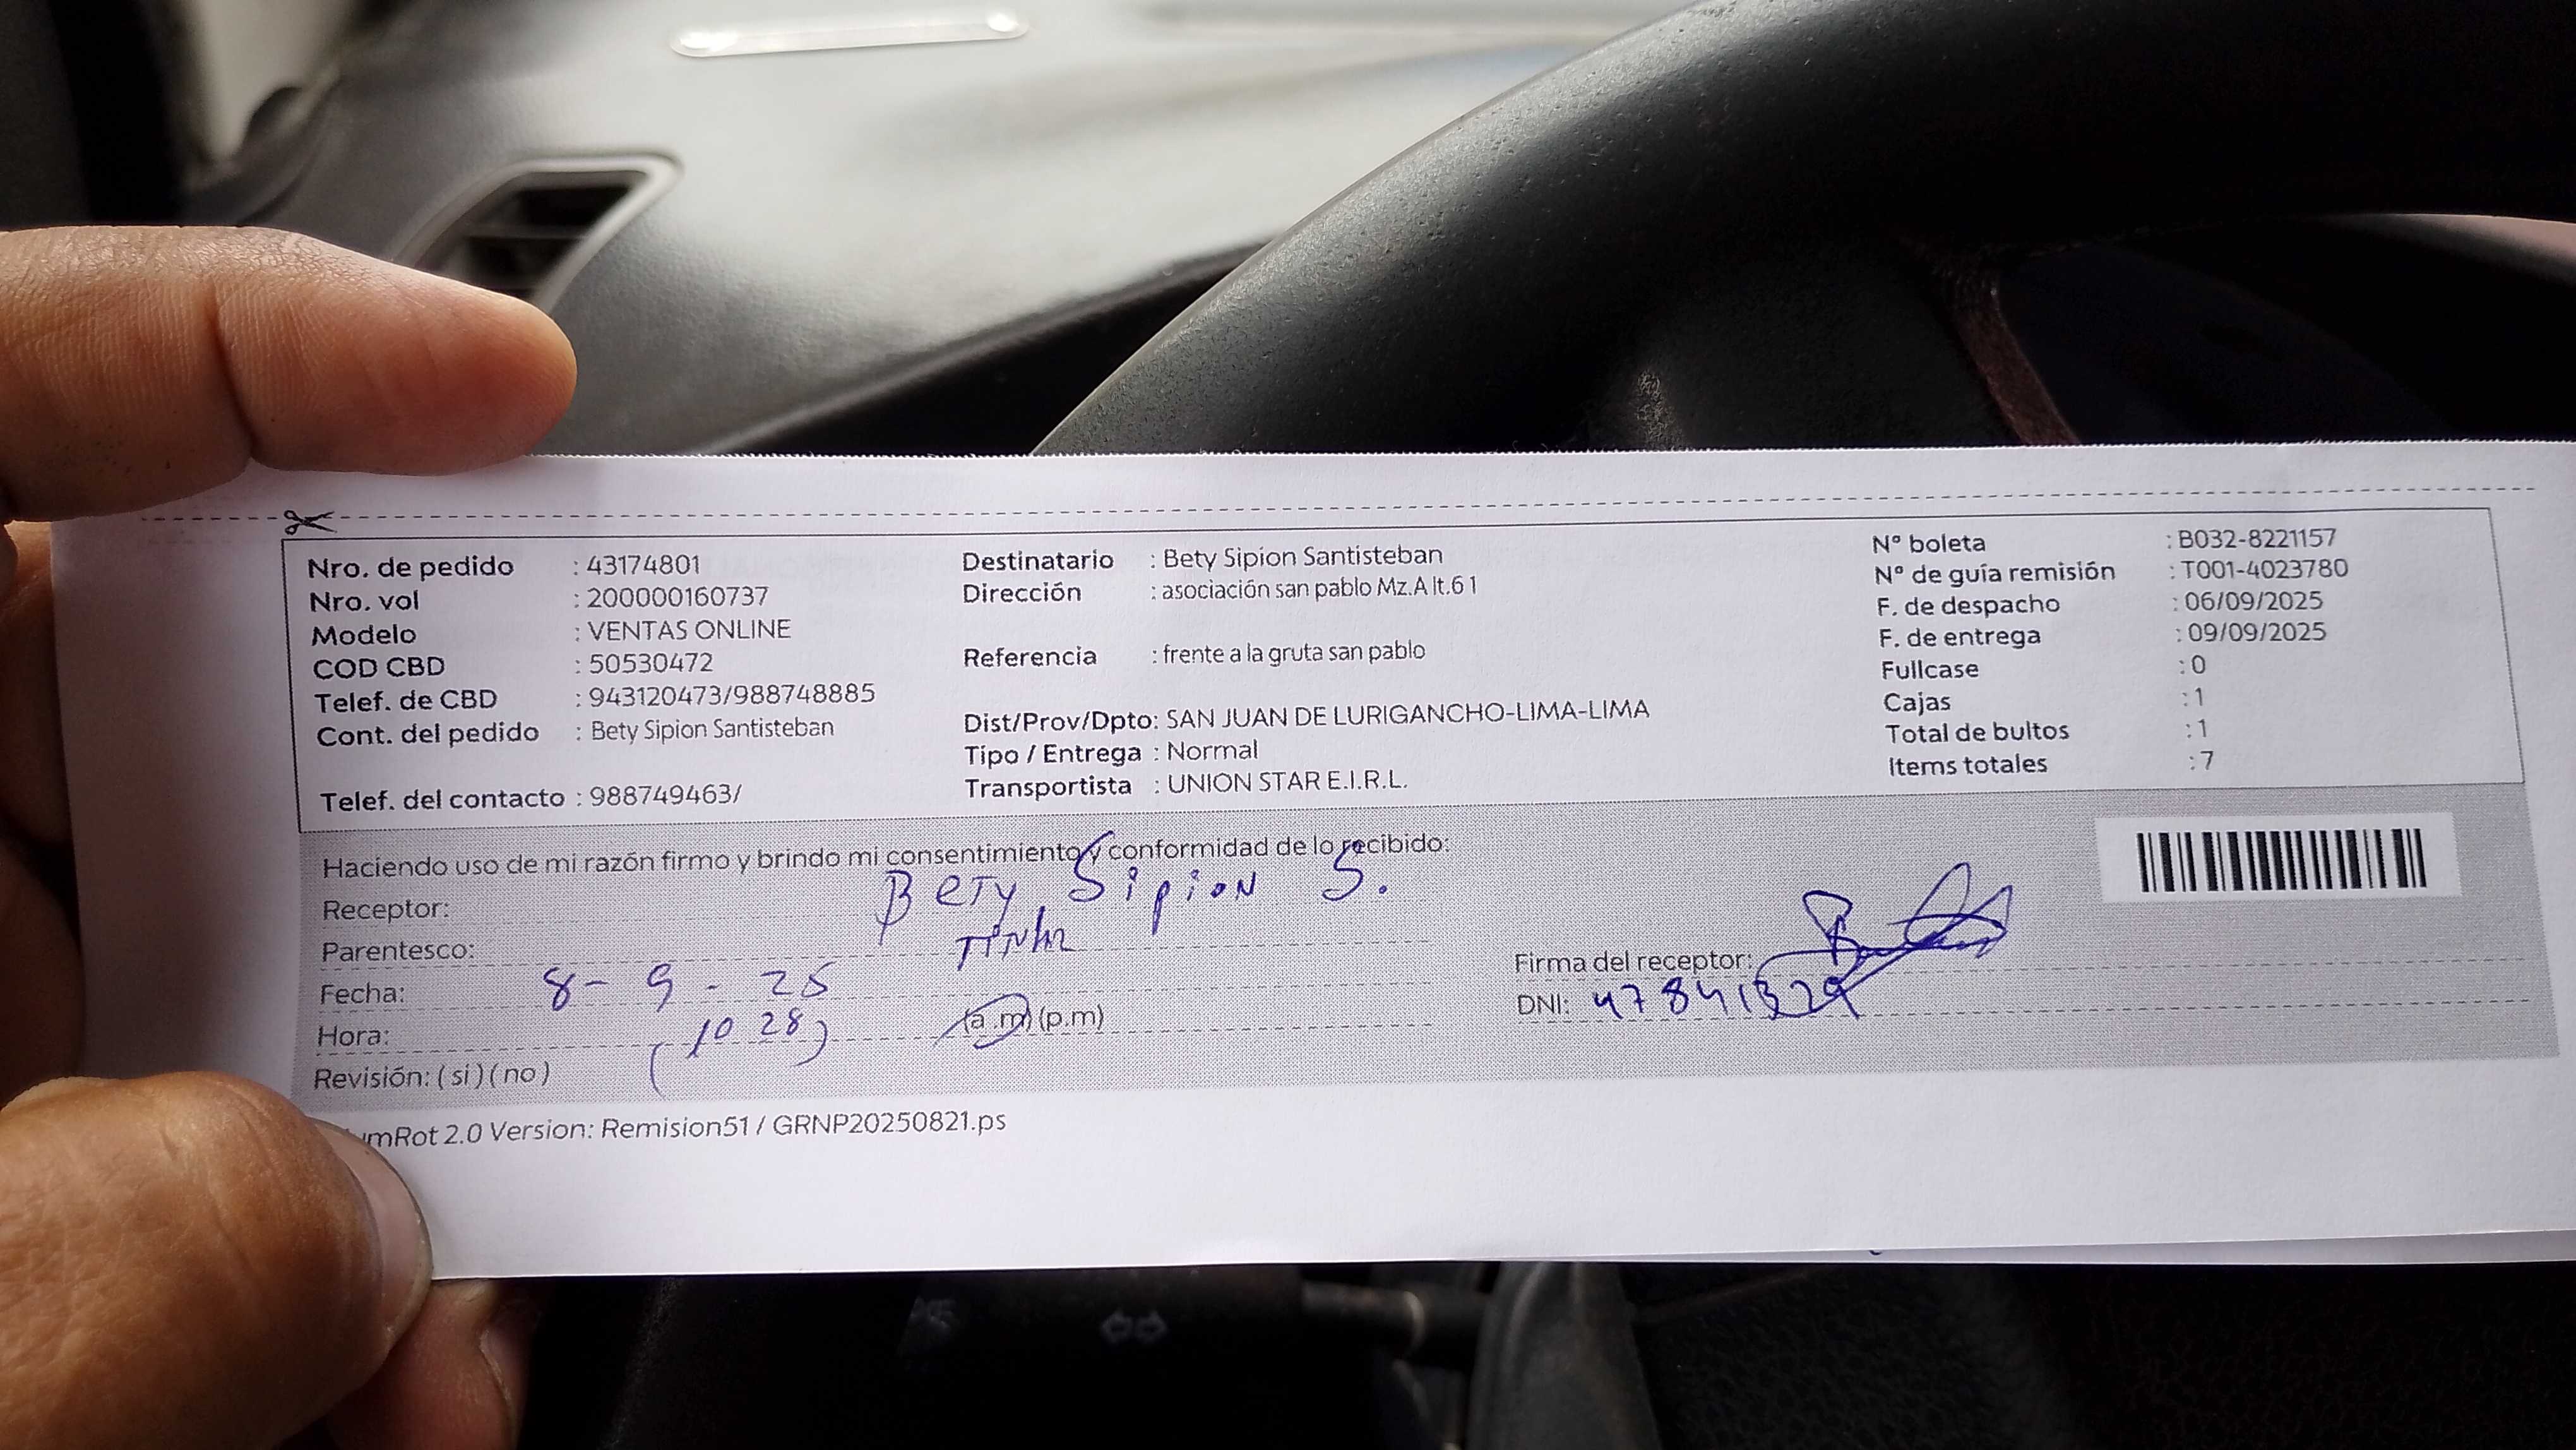 Nro. de pedido : 43174801
Nro. vol : 200000160737
Modelo : VENTAS ONLINE
COD CBD : 50530472
Telef. de CBD : 943120473/988748885
Cont. del pedido : Bety Sipion Santisteban
Telef. del contacto : 988749463/
Destinatario : Bety Sipion Santisteban
Dirección : asociación san pablo Mz.A lt.6 1
Referencia : frente a la gruta san pablo
Dist/Prov/Dpto: SAN JUAN DE LURIGANCHO-LIMA-LIMA
Tipo / Entrega : Normal
Transportista : UNION STAR E.I.R.L.
Nº boleta : B032-8221157
Nº de guía remisión : T001-4023780
F. de despacho : 06/09/2025
F. de entrega : 09/09/2025
Fullcase : 0
Cajas : 1
Total de bultos : 1
Items totales : 7
Haciendo uso de mi razón firmo y brindo mi consentimiento y conformidad de lo recibido:
Receptor: Bety Sipion S.
Parentesco:
Fecha: 8 - 9 - 25
Hora: (10 28) (a.m) (p.m)
Revisión: ( si ) ( no )
Firma del receptor:
DNI: 47841329
mRot 2.0 Version: Remision51 / GRNP20250821.ps